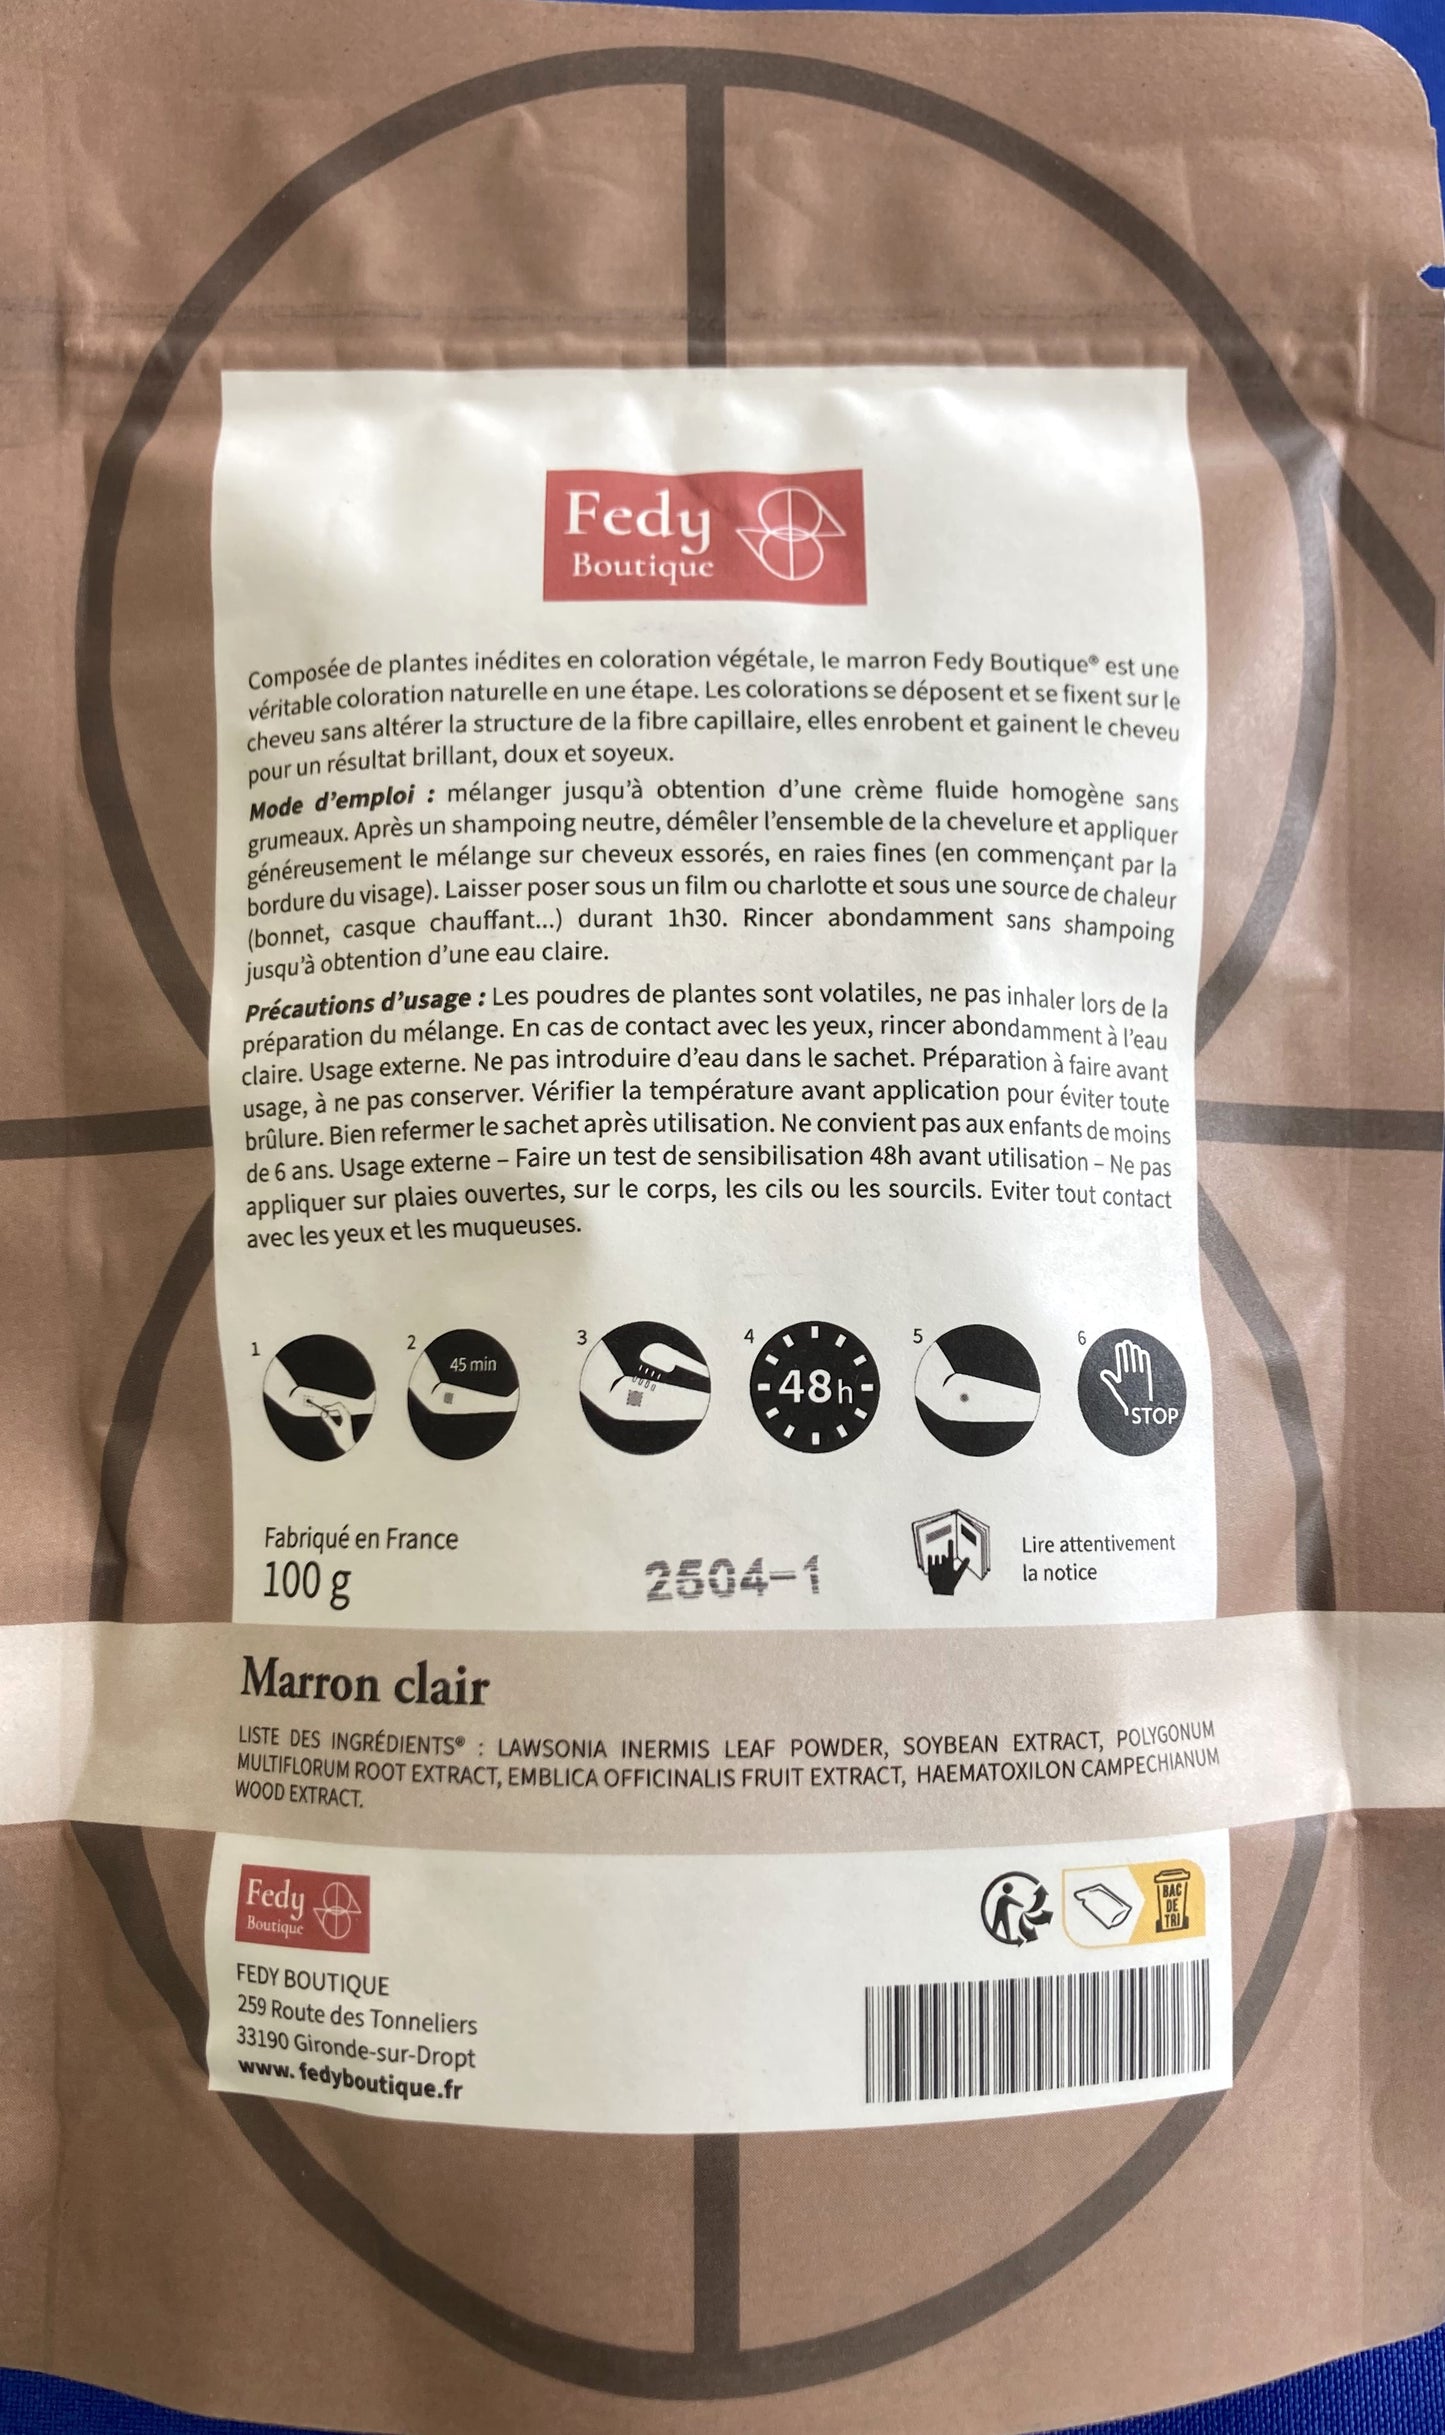 Fedy
Boutique
Composée de plantes inédites en coloration végétale, le marron Fedy Boutique® est une
véritable coloration naturelle en une étape. Les colorations se déposent et se fixent sur le
cheveu sans altérer la structure de la fibre capillaire, elles enrobent et gainent le cheveu
pour un résultat brillant, doux et soyeux.
Mode d'emploi : mélanger jusqu'à obtention d'une crème fluide homogène sans
grumeaux. Après un shampoing neutre, démêler l'ensemble de la chevelure et appliquer
généreusement le mélange sur cheveux essorés, en raies fines (en commençant par la
bordure du visage). Laisser poser sous un film ou charlotte et sous une source de chaleur
(bonnet, casque chauffant...) durant 1h30. Rincer abondamment sans shampoing
jusqu'à obtention d'une eau claire.
Précautions d'usage : Les poudres de plantes sont volatiles, ne pas inhaler lors de la
préparation du mélange. En cas de contact avec les yeux, rincer abondamment à l'eau
claire. Usage externe. Ne pas introduire d'eau dans le sachet. Préparation à faire avant
usage, à ne pas conserver. Vérifier la température avant application pour éviter toute
brûlure. Bien refermer le sachet après utilisation. Ne convient pas aux enfants de moins
de 6 ans. Usage externe – Faire un test de sensibilisation 48h avant utilisation – Ne pas
appliquer sur plaies ouvertes, sur le corps, les cils ou les sourcils. Eviter tout contact
avec les yeux et les muqueuses.
1 2 3 4 5 6
45 min
48h
STOP
Fabriqué en France
100 g
2504-1
Lire attentivement
la notice
Marron clair
LISTE DES INGRÉDIENTS® : LAWSONIA INERMIS LEAF POWDER, SOYBEAN EXTRACT, POLYGONUM
MULTIFLORUM ROOT EXTRACT, EMBLICA OFFICINALIS FRUIT EXTRACT, HAEMATOXILON CAMPECHIANUM
WOOD EXTRACT.
Fedy
Boutique
BAC
DE
TRI
FEDY BOUTIQUE
259 Route des Tonneliers
33190 Gironde-sur-Dropt
www. fedyboutique.fr